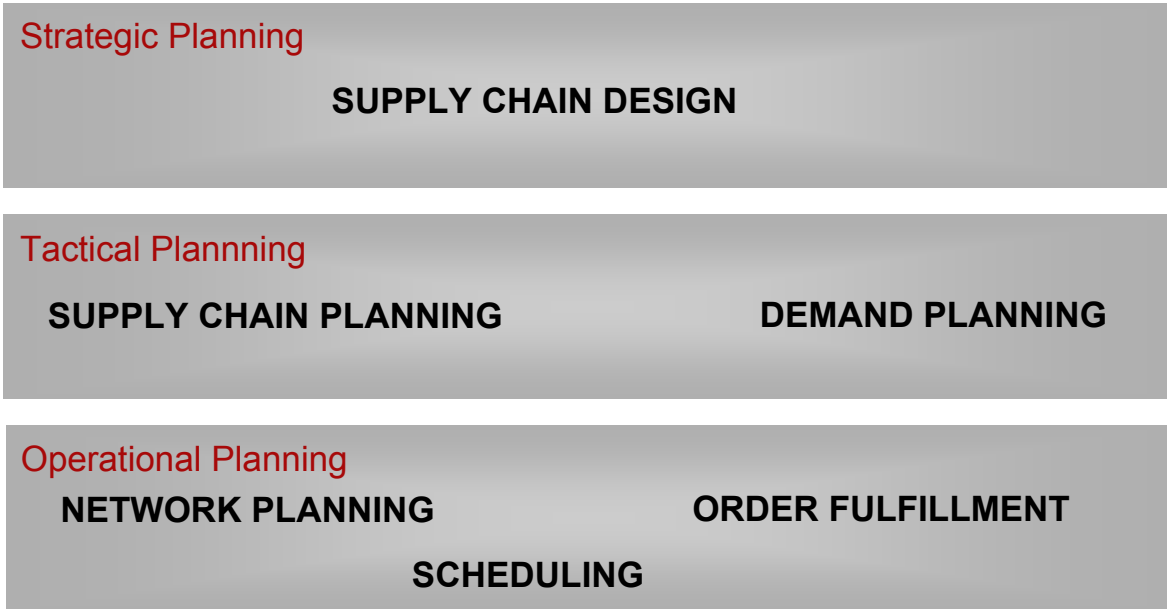 Strategic Planning
SUPPLY CHAIN DESIGN
Tactical Plannning
SUPPLY CHAIN PLANNING DEMAND PLANNING
Operational Planning
NETWORK PLANNING ORDER FULFILLMENT
SCHEDULING